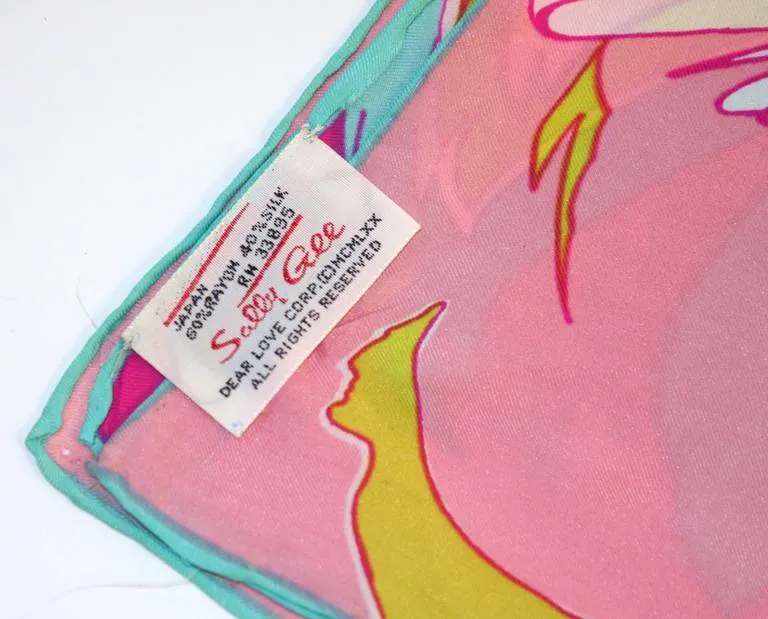 JAPAN
60%RAYON 40%SILK
RN 33895
Sally Gee
DEAR LOVE CORP.(C)MCMLXX
ALL RIGHTS RESERVED